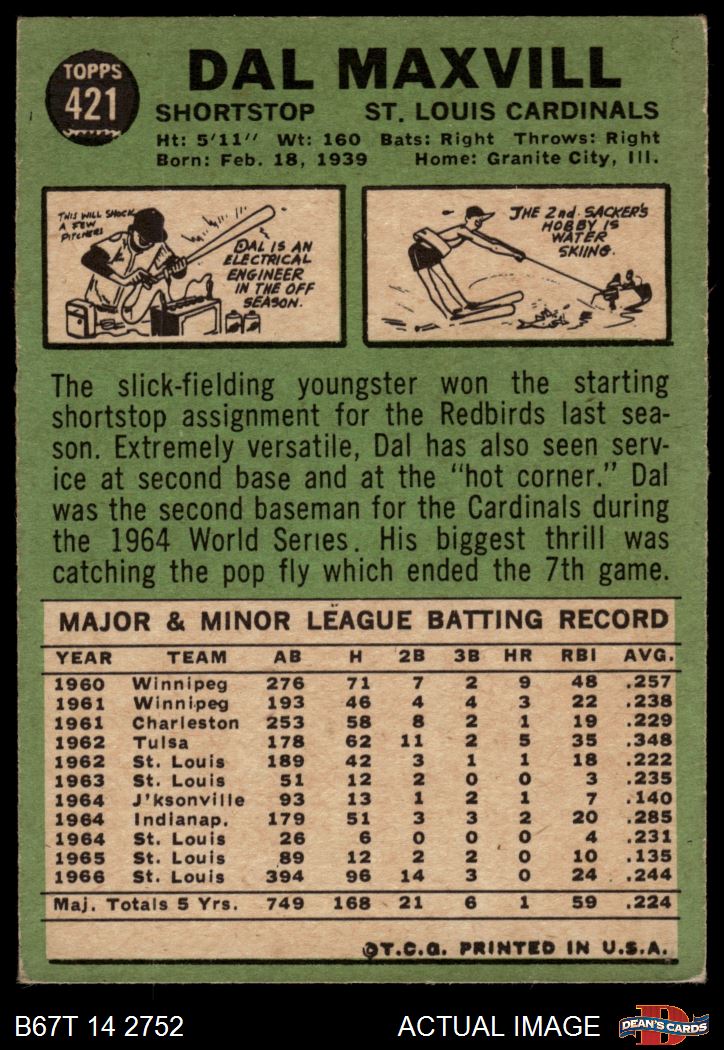 TOPPS
421
DAL MAXVILL
SHORTSTOP ST. LOUIS CARDINALS
Ht: 5'11" Wt: 160 Bats: Right Throws: Right
Born: Feb. 18, 1939 Home: Granite City, Ill.
THIS WILL SHOCK
A FEW
PITCHERS
DAL IS AN
ELECTRICAL
ENGINEER
IN THE OFF
SEASON.
THE 2nd. SACKER'S
HOBBY IS
WATER
SKIING.
The slick-fielding youngster won the starting
shortstop assignment for the Redbirds last sea-
son. Extremely versatile, Dal has also seen serv-
ice at second base and at the "hot corner." Dal
was the second baseman for the Cardinals during
the 1964 World Series. His biggest thrill was
catching the pop fly which ended the 7th game.
MAJOR & MINOR LEAGUE BATTING RECORD
YEAR TEAM AB H 2B 3B HR RBI AVG.
1960 Winnipeg 276 71 7 2 9 48 .257
1961 Winnipeg 193 46 4 4 3 22 .238
1961 Charleston 253 58 8 2 1 19 .229
1962 Tulsa 178 62 11 2 5 35 .348
1962 St. Louis 189 42 3 1 1 18 .222
1963 St. Louis 51 12 2 0 0 3 .235
1964 J'ksonville 93 13 1 2 1 7 .140
1964 Indianap. 179 51 3 3 2 20 .285
1964 St. Louis 26 6 0 0 0 4 .231
1965 St. Louis 89 12 2 2 0 10 .135
1966 St. Louis 394 96 14 3 0 24 .244
Maj. Totals 5 Yrs. 749 168 21 6 1 59 .224
©T.C.G. PRINTED IN U.S.A.
B67T 14 2752 ACTUAL IMAGE
DEAN'S CARDS